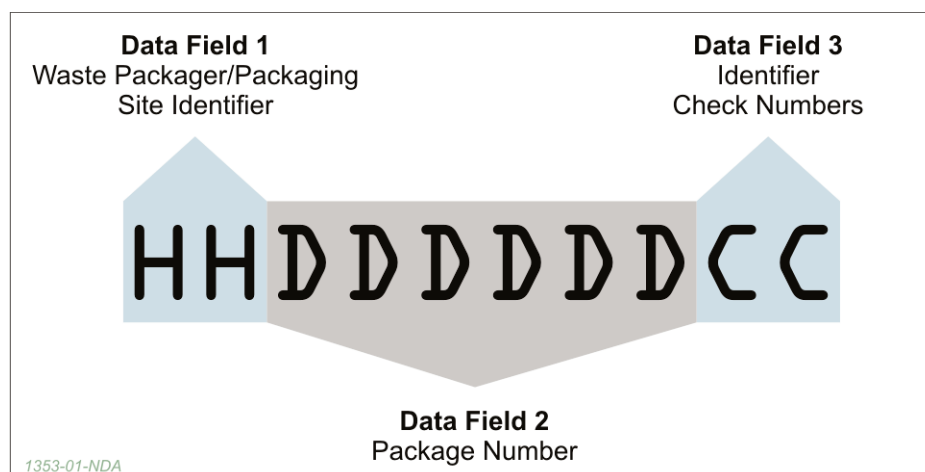 Data Field 1
Waste Packager/Packaging
Site Identifier
Data Field 3
Identifier
Check Numbers
HHDDDDDDCC
Data Field 2
Package Number
1353-01-NDA